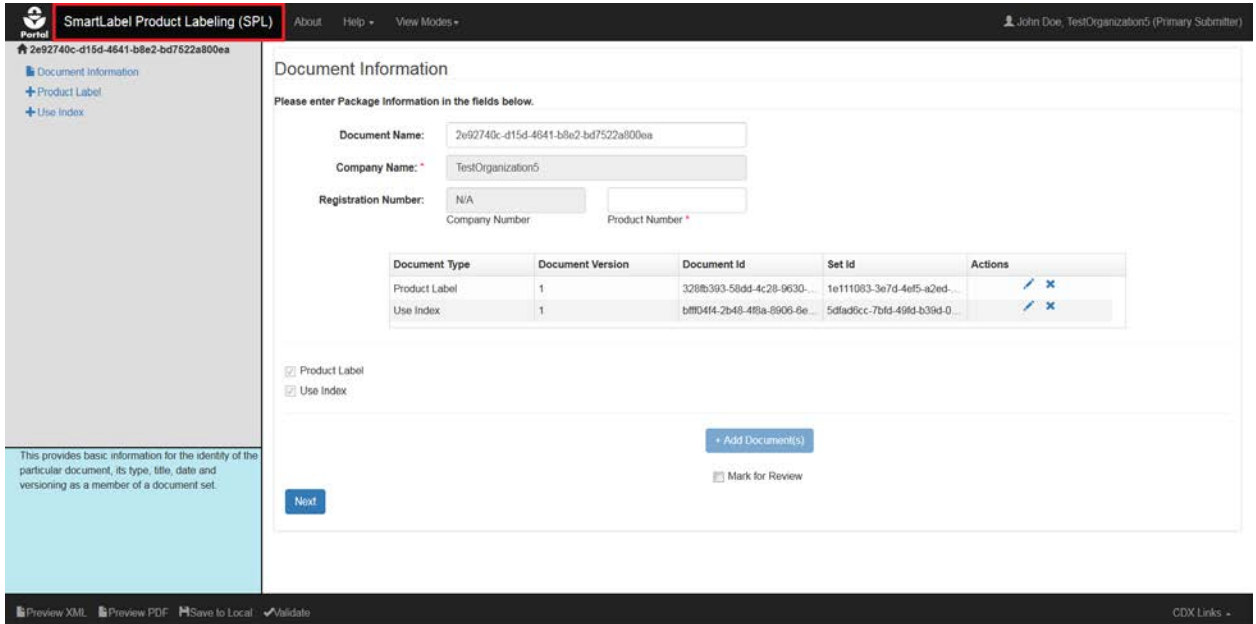 Portal
SmartLabel Product Labeling (SPL)
About
Help
View Modes
John Doe, TestOrganization5 (Primary Submitter)
2e92740c-d15d-4641-b8e2-bd7522a800ea
Document Information
Product Label
Use Index
This provides basic information for the identity of the
particular document, its type, title, date and
versioning as a member of a document set.
Document Information
Please enter Package Information in the fields below.
Document Name: 2e92740c-d15d-4641-b8e2-bd7522a800ea
Company Name: * TestOrganization5
Registration Number: N/A
Company Number Product Number *
Document Type Document Version Document Id Set Id Actions
Product Label 1 328fb393-58dd-4c28-9630-... 1e111083-3e7d-4ef5-a2ed-...
Use Index 1 bfff04f4-2b48-4f8a-8906-6e... 5dfad6cc-7bfd-49fd-b39d-0...
Product Label
Use Index
+ Add Document(s)
Mark for Review
Next
Preview XML Preview PDF Save to Local Validate CDX Links